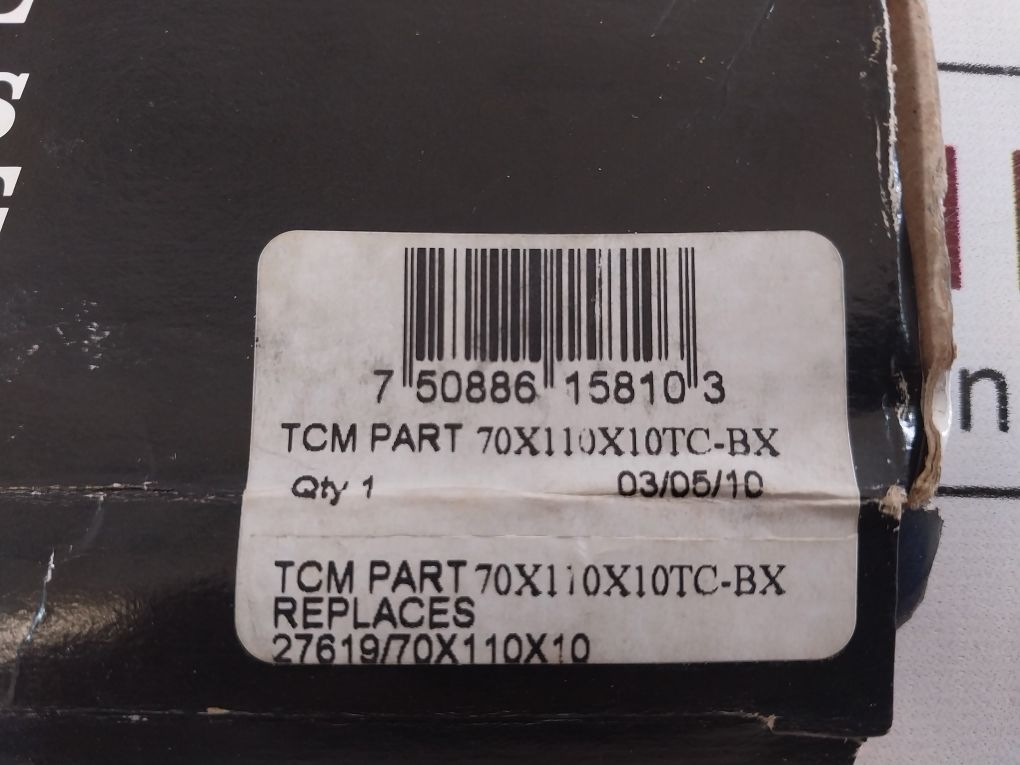 S
7 50886 15810 3
TCM PART 70X110X10TC-BX
Qty 1 03/05/10
TCM PART 70X110X10TC-BX
REPLACES
27619/70X110X10
n